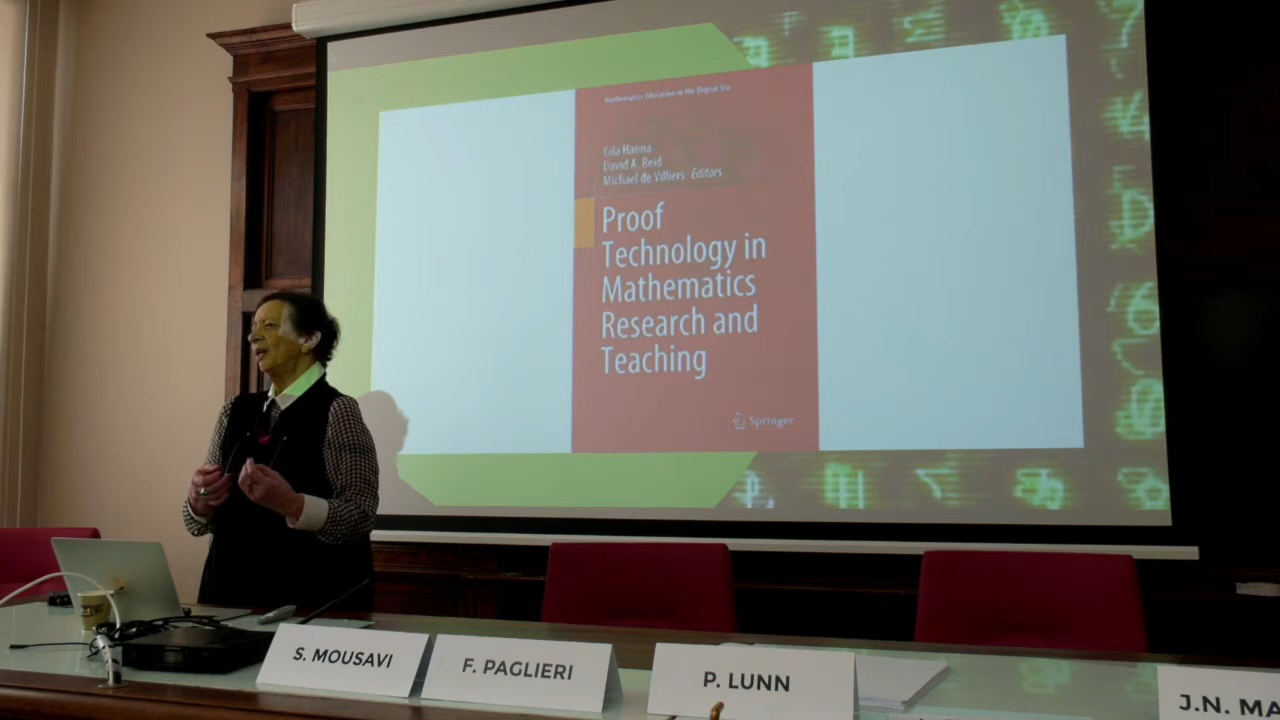 Mathematics Education in the Digital Era
Gila Hanna
David A. Reid
Michael de Villiers Editors
Proof
Technology in
Mathematics
Research and
Teaching
Springer
S. MOUSAVI
F. PAGLIERI
P. LUNN
J.N. MA